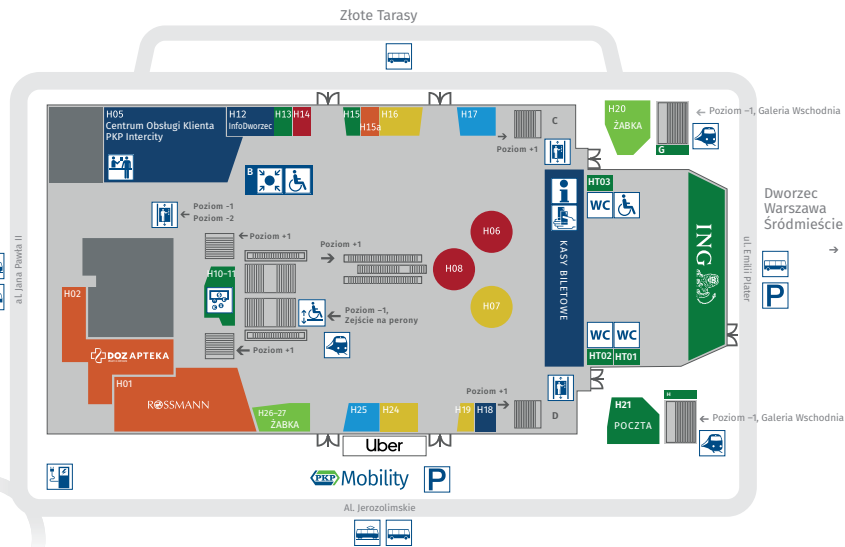 Złote Tarasy
H05
Centrum Obsługi Klienta
PKP Intercity
H12
InfoDworzec
H13
H14
H15
H15a
H16
H17
C
Poziom +1
H20
ŻABKA
G
Poziom –1, Galeria Wschodnia
B
HT03
WC
Dworzec
Warszawa
Śródmieście
Poziom -1
Poziom -2
Poziom +1
Poziom +1
H06
H08
H07
KASY BILETOWE
ING
al. Jana Pawła II
ul. Emilii Plater
P
H10-11
H02
DOZ APTEKA
Poziom –1,
Zejście na perony
Poziom +1
WC
WC
HT02
HT01
H01
ROSSMANN
H26–27
ŻABKA
H25
H24
H19
H18
Poziom +1
D
H21
POCZTA
H
Poziom –1, Galeria Wschodnia
Uber
PKP Mobility
P
Al. Jerozolimskie